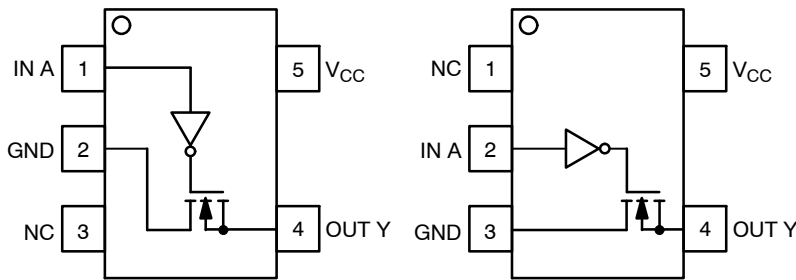 IN A 1
GND 2
NC 3
5 VCC
4 OUT Y
NC 1
IN A 2
GND 3
5 VCC
4 OUT Y